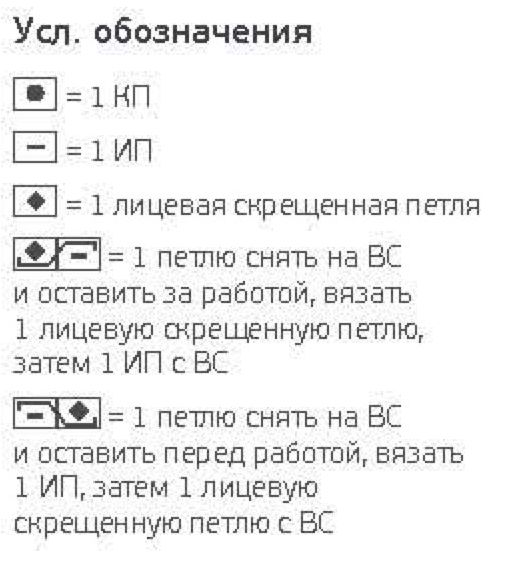 Усл. обозначения
= 1 КП
= 1 ИП
= 1 лицевая скрещенная петля
= 1 петлю снять на ВС
и оставить за работой, вязать
1 лицевую скрещенную петлю,
затем 1 ИП с ВС
= 1 петлю снять на ВС
и оставить перед работой, вязать
1 ИП, затем 1 лицевую
скрещенную петлю с ВС